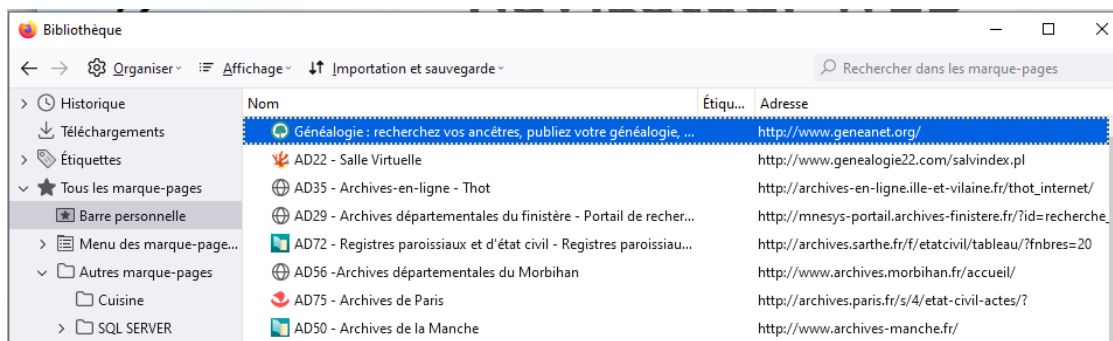 Bibliothèque
Organiser Affichage Importation et sauvegarde Rechercher dans les marque-pages
Historique Nom Étiqu... Adresse
Téléchargements Généalogie : recherchez vos ancêtres, publiez votre généalogie, ... http://www.geneanet.org/
Étiquettes AD22 - Salle Virtuelle http://www.genealogie22.com/salvindex.pl
Tous les marque-pages AD35 - Archives-en-ligne - Thot http://archives-en-ligne.ille-et-vilaine.fr/thot_internet/
Barre personnelle AD29 - Archives départementales du finistère - Portail de recher... http://mnesys-portail.archives-finistere.fr/?id=recherche_
Menu des marque-page... AD72 - Registres paroissiaux et d'état civil - Registres paroissiau... http://archives.sarthe.fr/f/etatcivil/tableau/?fnbres=20
Autres marque-pages AD56 -Archives départementales du Morbihan http://www.archives.morbihan.fr/accueil/
Cuisine AD75 - Archives de Paris http://archives.paris.fr/s/4/etat-civil-actes/?
SQL SERVER AD50 - Archives de la Manche http://www.archives-manche.fr/